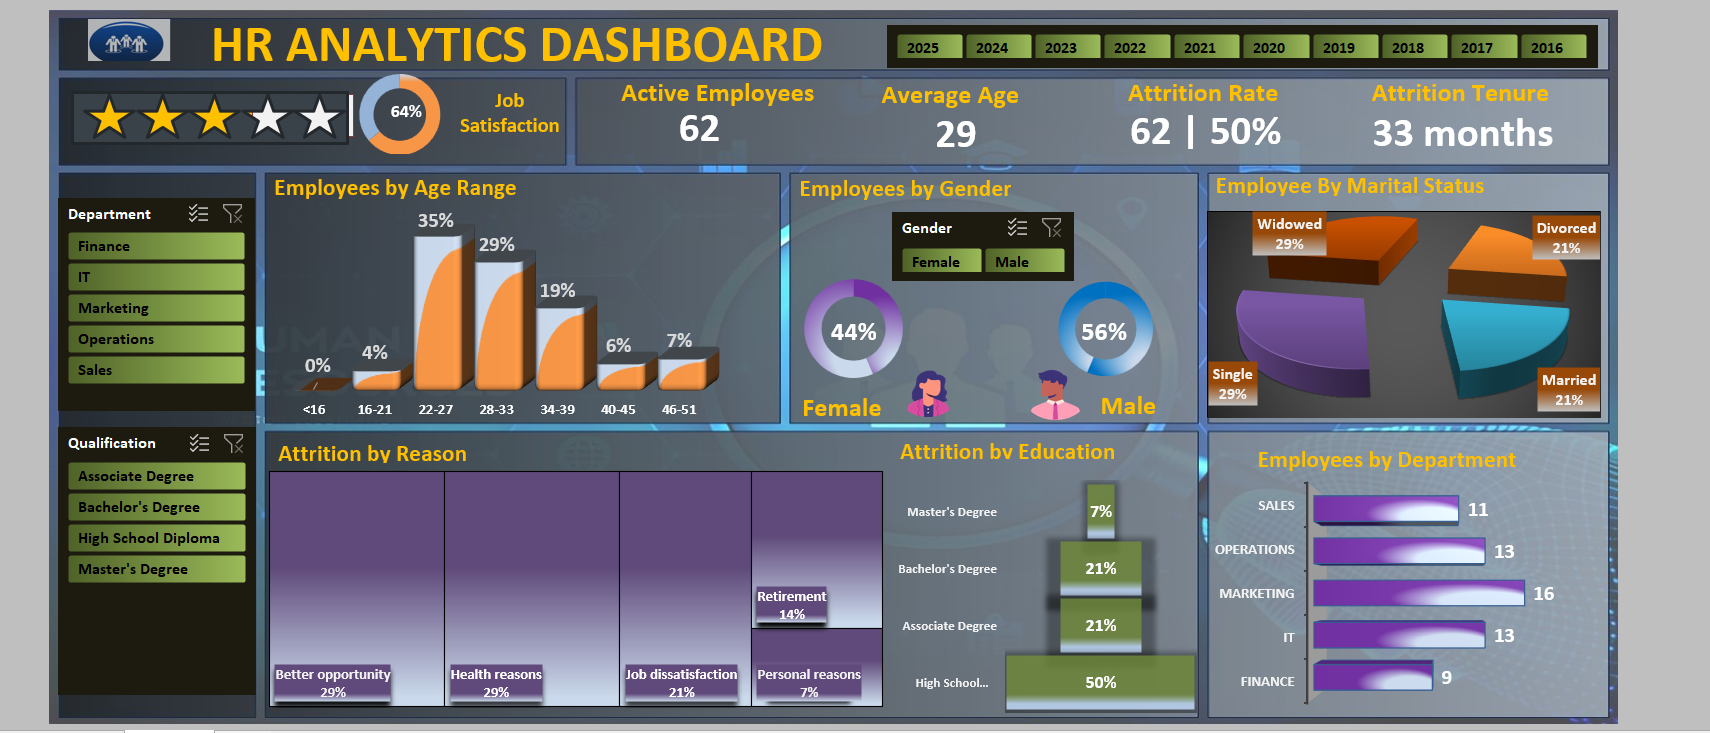 HR ANALYTICS DASHBOARD
2025 2024 2023 2022 2021 2020 2019 2018 2017 2016
64%
Job
Satisfaction
Active Employees
62
Average Age
29
Attrition Rate
62 | 50%
Attrition Tenure
33 months
Department
Finance
IT
Marketing
Operations
Sales
Qualification
Associate Degree
Bachelor's Degree
High School Diploma
Master's Degree
Employees by Age Range
0% 4% 35% 29% 19% 6% 7%
<16 16-21 22-27 28-33 34-39 40-45 46-51
Employees by Gender
Gender
Female Male
44% 56%
Female Male
Employee By Marital Status
Widowed
29%
Divorced
21%
Single
29%
Married
21%
Attrition by Reason
Better opportunity
29%
Health reasons
29%
Job dissatisfaction
21%
Retirement
14%
Personal reasons
7%
Attrition by Education
Master's Degree 7%
Bachelor's Degree 21%
Associate Degree 21%
High School... 50%
Employees by Department
SALES 11
OPERATIONS 13
MARKETING 16
IT 13
FINANCE 9